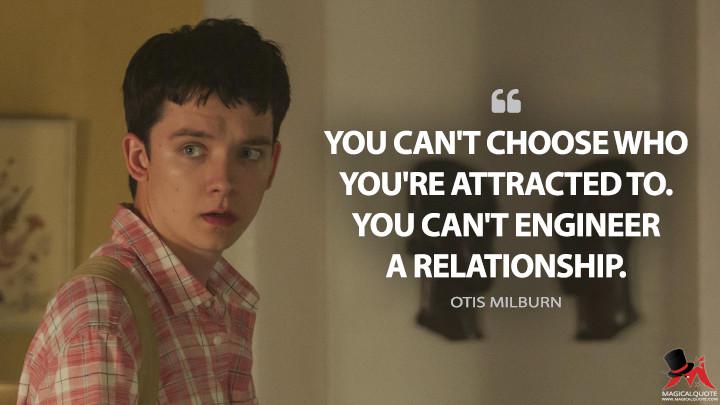 ❝
YOU CAN'T CHOOSE WHO
YOU'RE ATTRACTED TO.
YOU CAN'T ENGINEER
A RELATIONSHIP.
OTIS MILBURN
MAGICALQUOTE
WWW.MAGICALQUOTE.COM